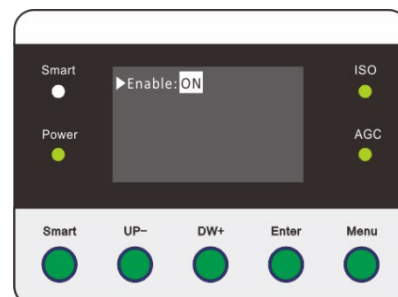 Smart
ISO
▶Enable:ON
Power
AGC
Smart
UP−
DW+
Enter
Menu